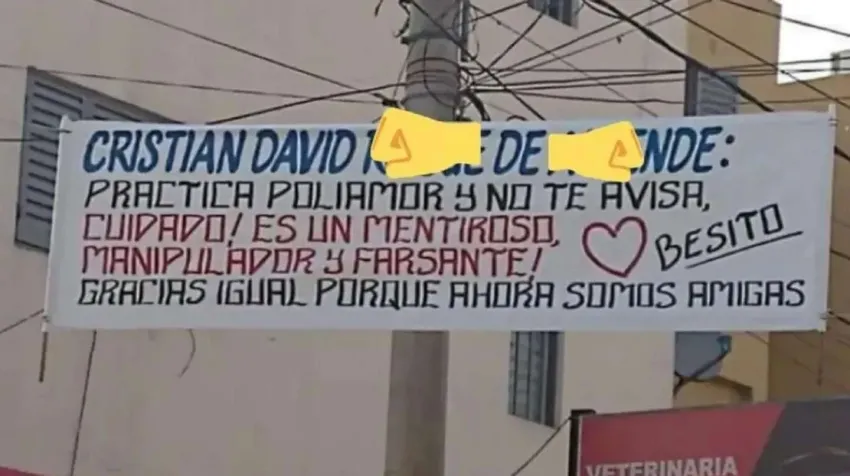 CRISTIAN DAVID DE
PRACTICA POLIAMOR Y NO TE AVISA,
CUIDADO! ES UN MENTIROSO,
MANIPULADOR Y FARSANTE!
BESITO
GRACIAS IGUAL PORQUE AHORA SOMOS AMIGAS
VETERINARIA